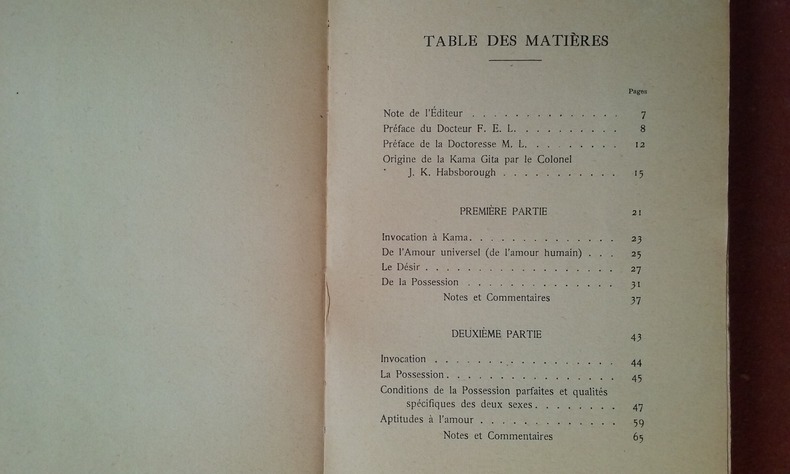 TABLE DES MATIÈRES
Pages
Note de l'Éditeur . . . . . . . . . . . . . 7
Préface du Docteur F. E. L. . . . . . . . . . 8
Préface de la Doctoresse M. L. . . . . . . . . 12
Origine de la Kama Gita par le Colonel
J. K. Habsborough . . . . . . . . . . . 15
PREMIÈRE PARTIE 21
Invocation à Kama. . . . . . . . . . . . . 23
De l'Amour universel (de l'amour humain) . . . 25
Le Désir . . . . . . . . . . . . . . . . . 27
De la Possession . . . . . . . . . . . . . 31
Notes et Commentaires 37
DEUXIÈME PARTIE 43
Invocation . . . . . . . . . . . . . . . . 44
La Possession. . . . . . . . . . . . . . . 45
Conditions de la Possession parfaites et qualités
spécifiques des deux sexes. . . . . . . . 47
Aptitudes à l'amour . . . . . . . . . . . . 59
Notes et Commentaires 65